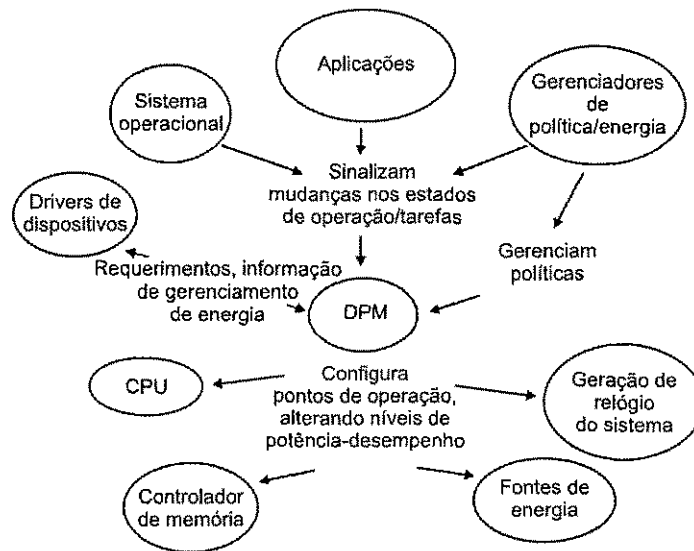 Aplicações
Sistema
operacional
Gerenciadores
de
política/energia
Sinalizam
mudanças nos estados
de operação/tarefas
Drivers de
dispositivos
Gerenciam
políticas
Requerimentos, informação
de gerenciamento
de energia
DPM
CPU
Configura
pontos de operação,
alterando níveis de
potência-desempenho
Geração de
relógio
do sistema
Controlador
de memória
Fontes de
energia